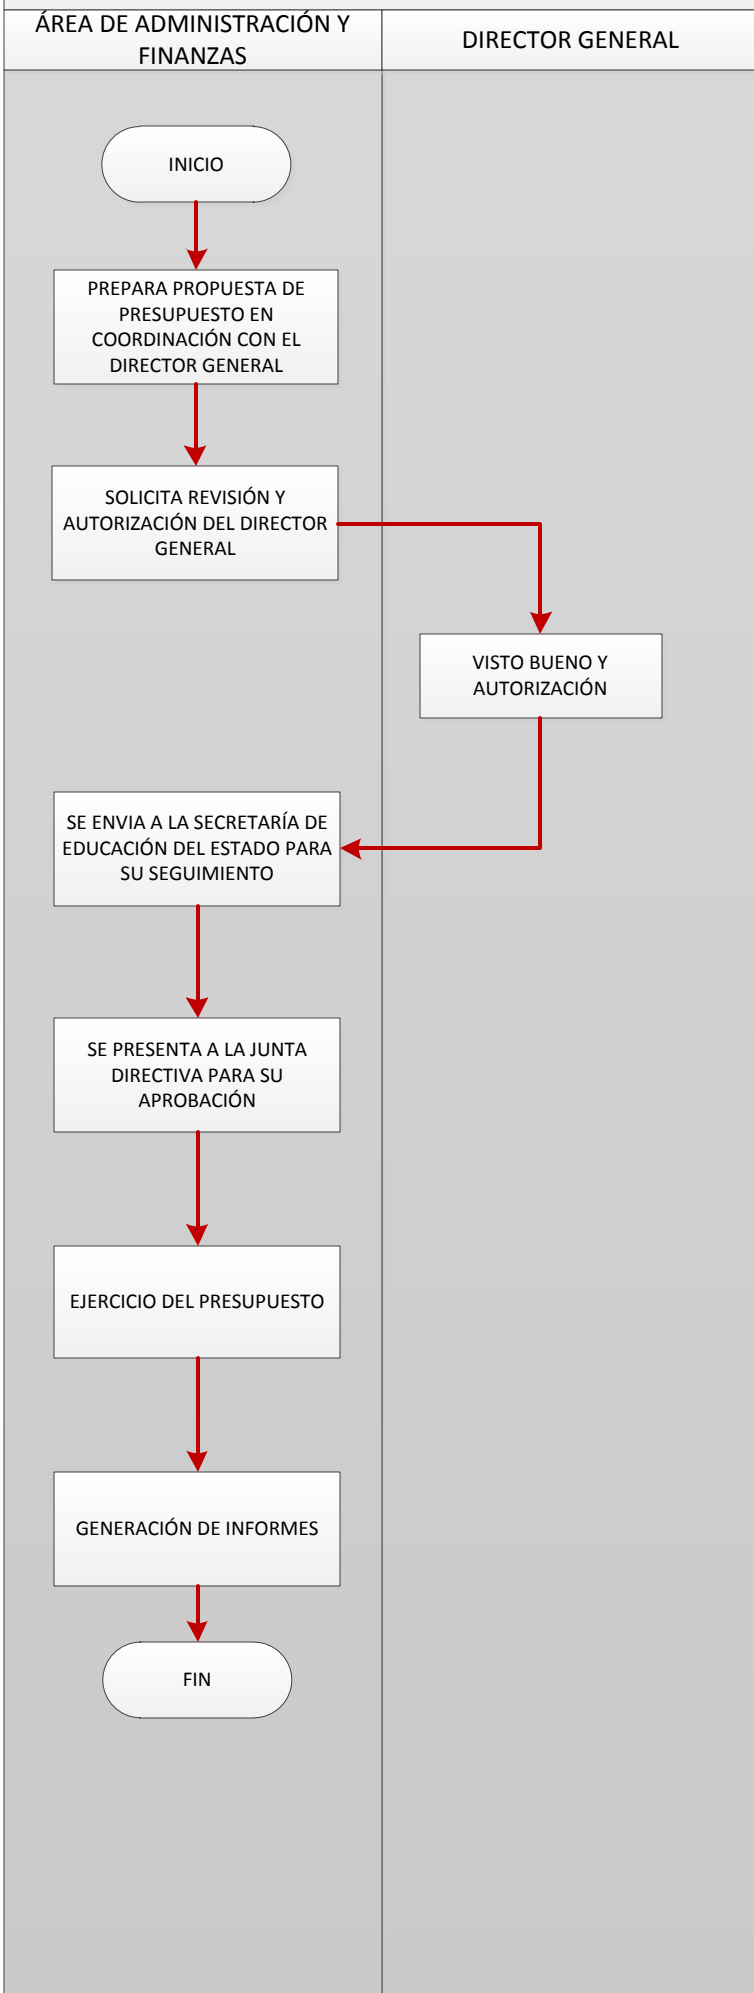 ÁREA DE ADMINISTRACIÓN Y
FINANZAS
DIRECTOR GENERAL
INICIO
PREPARA PROPUESTA DE
PRESUPUESTO EN
COORDINACIÓN CON EL
DIRECTOR GENERAL
SOLICITA REVISIÓN Y
AUTORIZACIÓN DEL DIRECTOR
GENERAL
VISTO BUENO Y
AUTORIZACIÓN
SE ENVIA A LA SECRETARÍA DE
EDUCACIÓN DEL ESTADO PARA
SU SEGUIMIENTO
SE PRESENTA A LA JUNTA
DIRECTIVA PARA SU
APROBACIÓN
EJERCICIO DEL PRESUPUESTO
GENERACIÓN DE INFORMES
FIN